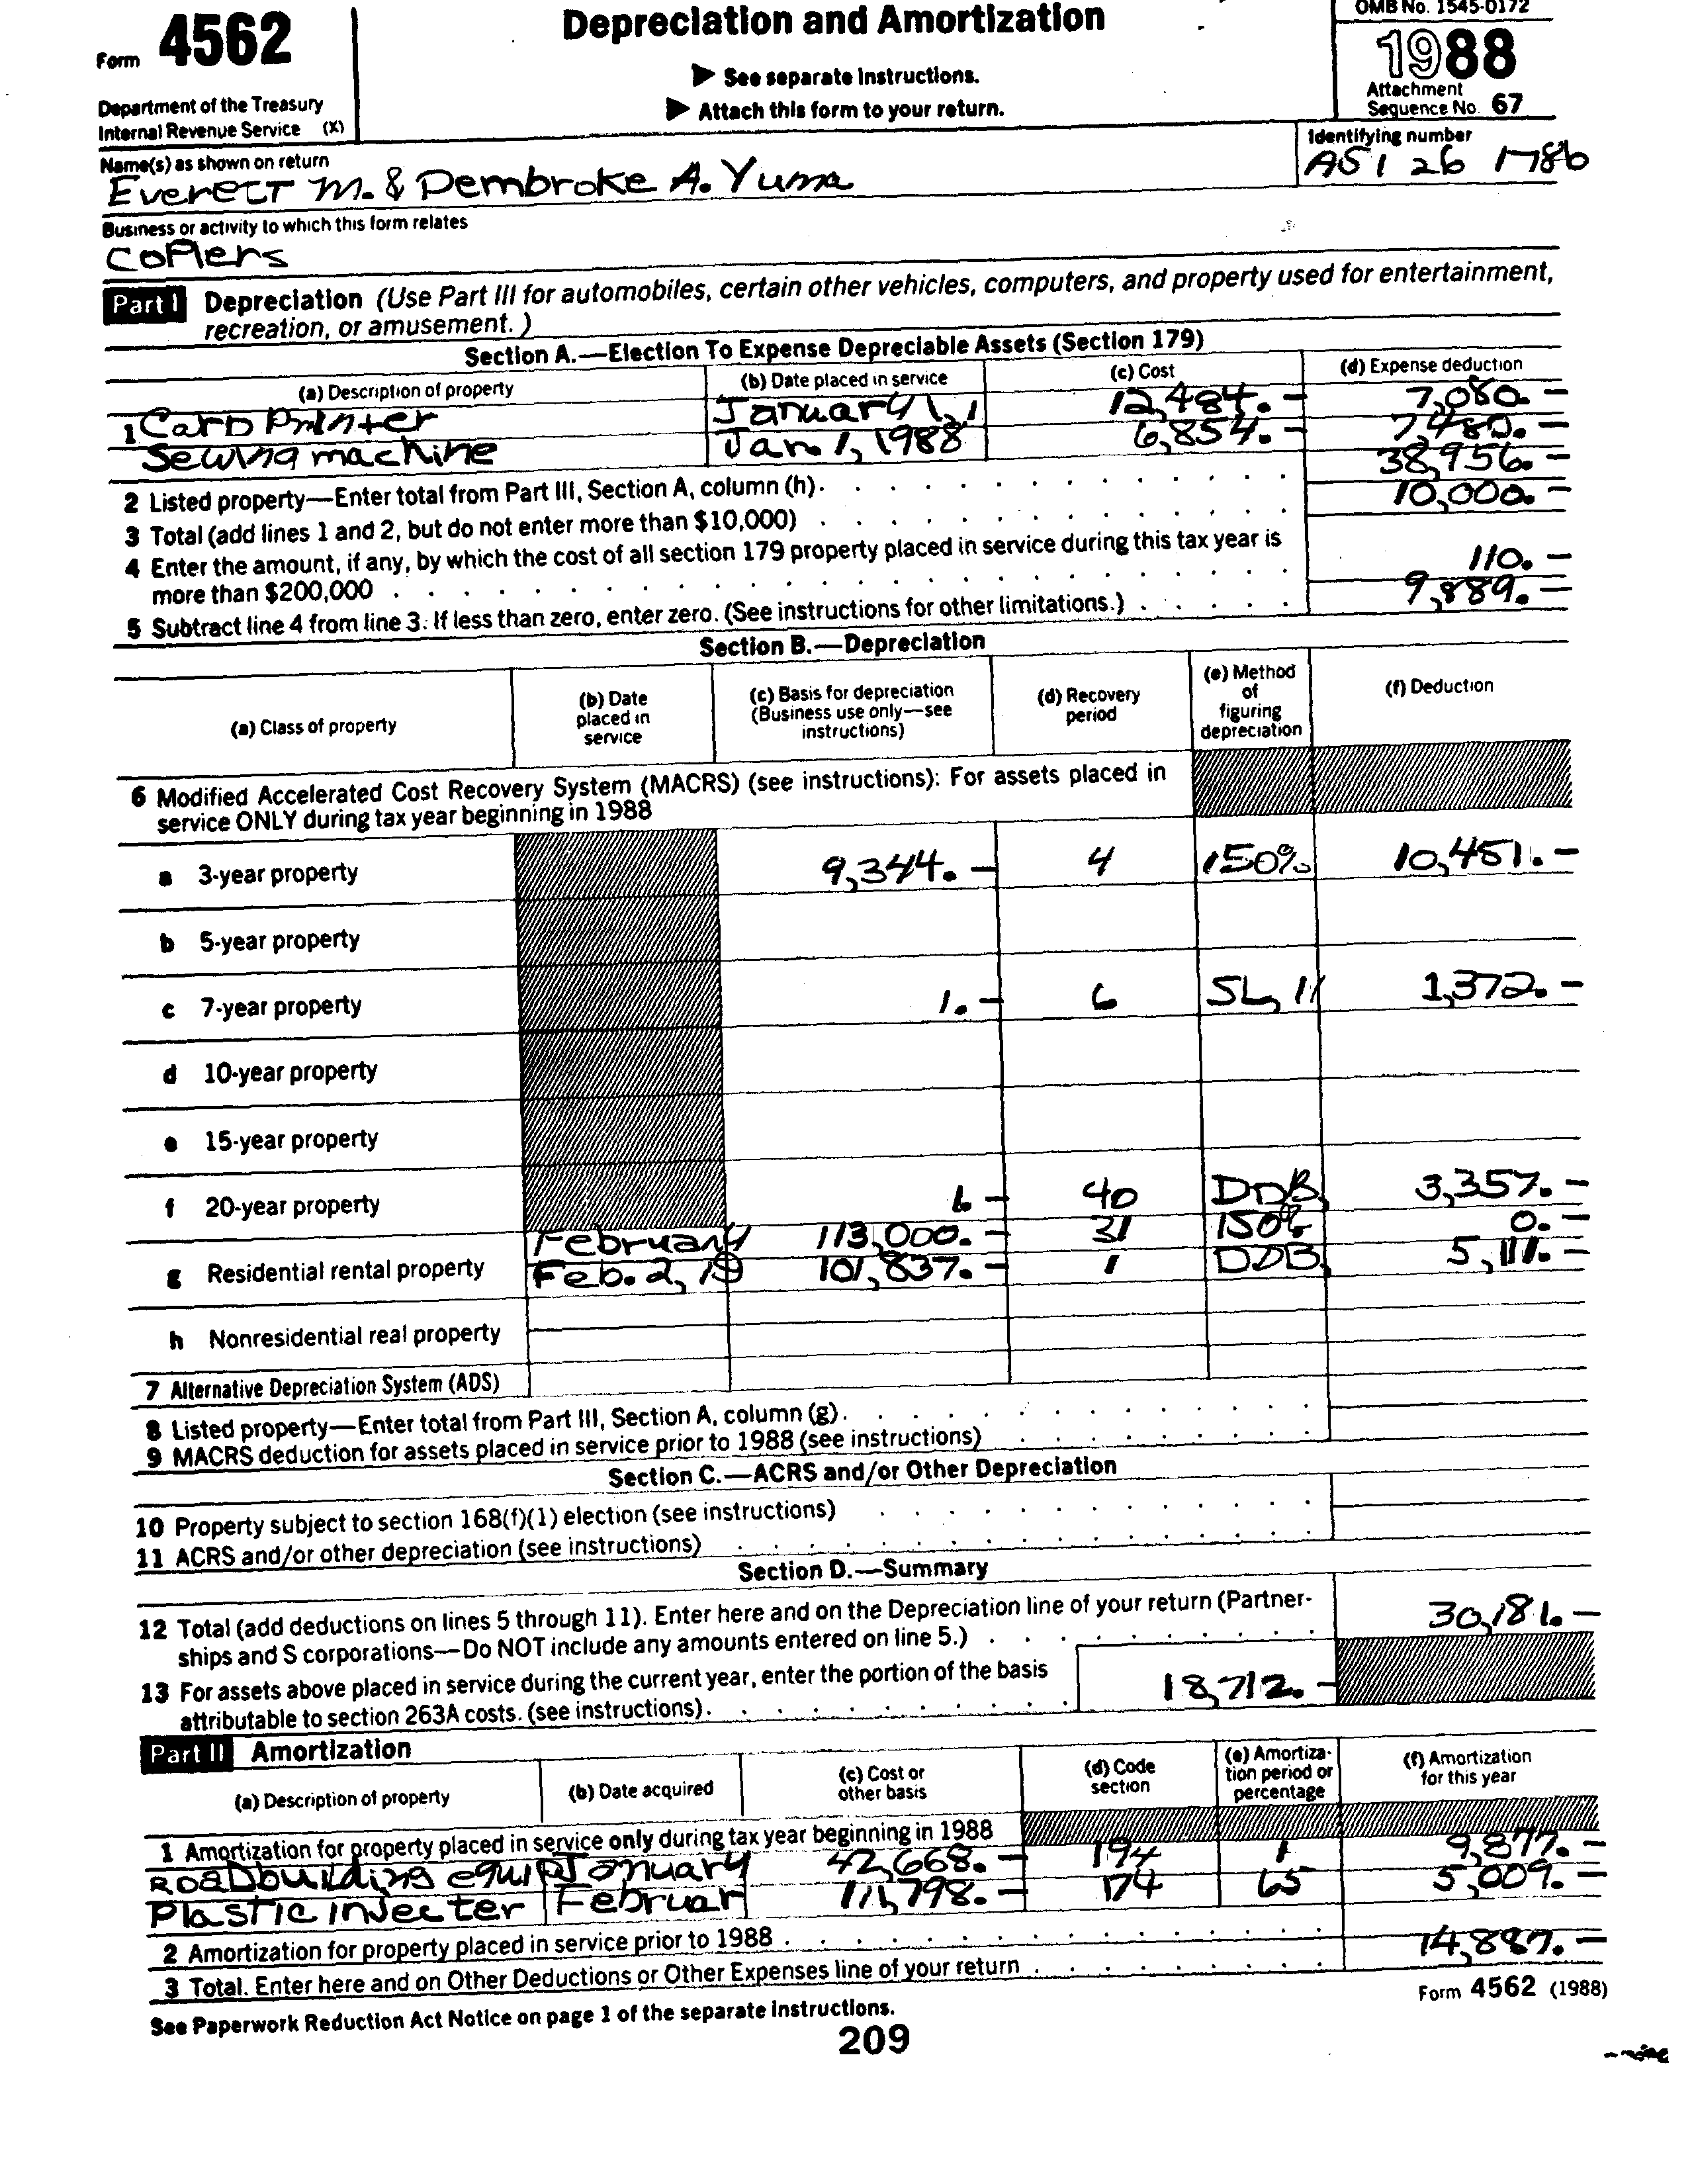 Form 4562
Depreciation and Amortization
OMB No. 1545-0172
1988
▶ See separate instructions.
▶ Attach this form to your return.
Department of the Treasury
Internal Revenue Service (X)
Attachment
Sequence No. 67
Name(s) as shown on return
Identifying number
Everett M. & Pembroke A. Yuma
A51 26 1786
Business or activity to which this form relates
Copiers
Part I Depreciation (Use Part III for automobiles, certain other vehicles, computers, and property used for entertainment,
recreation, or amusement.)
Section A.—Election To Expense Depreciable Assets (Section 179)
(a) Description of property (b) Date placed in service (c) Cost (d) Expense deduction
1 Card Printer January 1, 1 12,484.- 7,080.-
Sewing machine Jan. 1, 1988 6,854.- 7,480.-
2 Listed property—Enter total from Part III, Section A, column (h). 38,956.-
3 Total (add lines 1 and 2, but do not enter more than $10,000) 10,000.-
4 Enter the amount, if any, by which the cost of all section 179 property placed in service during this tax year is
more than $200,000 110.-
5 Subtract line 4 from line 3. If less than zero, enter zero. (See instructions for other limitations.) 9,889.-
Section B.—Depreciation
(a) Class of property (b) Date placed in service (c) Basis for depreciation (Business use only—see instructions) (d) Recovery period (e) Method of figuring depreciation (f) Deduction
6 Modified Accelerated Cost Recovery System (MACRS) (see instructions): For assets placed in
service ONLY during tax year beginning in 1988
a 3-year property 9,344.- 4 150% 10,451.-
b 5-year property
c 7-year property 1.- 6 SL, 11 1,372.-
d 10-year property
e 15-year property
f 20-year property 6.- 40 DDB, 3,357.-
February 113,000.- 31 150% 0.-
g Residential rental property Feb. 2, 19 101,837.- 1 DDB, 5,111.-
h Nonresidential real property
7 Alternative Depreciation System (ADS)
8 Listed property—Enter total from Part III, Section A, column (g).
9 MACRS deduction for assets placed in service prior to 1988 (see instructions)
Section C.—ACRS and/or Other Depreciation
10 Property subject to section 168(f)(1) election (see instructions)
11 ACRS and/or other depreciation (see instructions)
Section D.—Summary
12 Total (add deductions on lines 5 through 11). Enter here and on the Depreciation line of your return (Partner-
ships and S corporations—Do NOT include any amounts entered on line 5.) 30,181.-
13 For assets above placed in service during the current year, enter the portion of the basis
attributable to section 263A costs. (see instructions). 18,712.-
Part II Amortization
(a) Description of property (b) Date acquired (c) Cost or other basis (d) Code section (e) Amortiza-tion period or percentage (f) Amortization for this year
1 Amortization for property placed in service only during tax year beginning in 1988
Roadbuilding equip January 42,668.- 194 1 9,877.-
Plastic injecter Februar 111,798.- 174 65 5,009.-
2 Amortization for property placed in service prior to 1988
3 Total. Enter here and on Other Deductions or Other Expenses line of your return 14,887.-
See Paperwork Reduction Act Notice on page 1 of the separate instructions.
Form 4562 (1988)
209